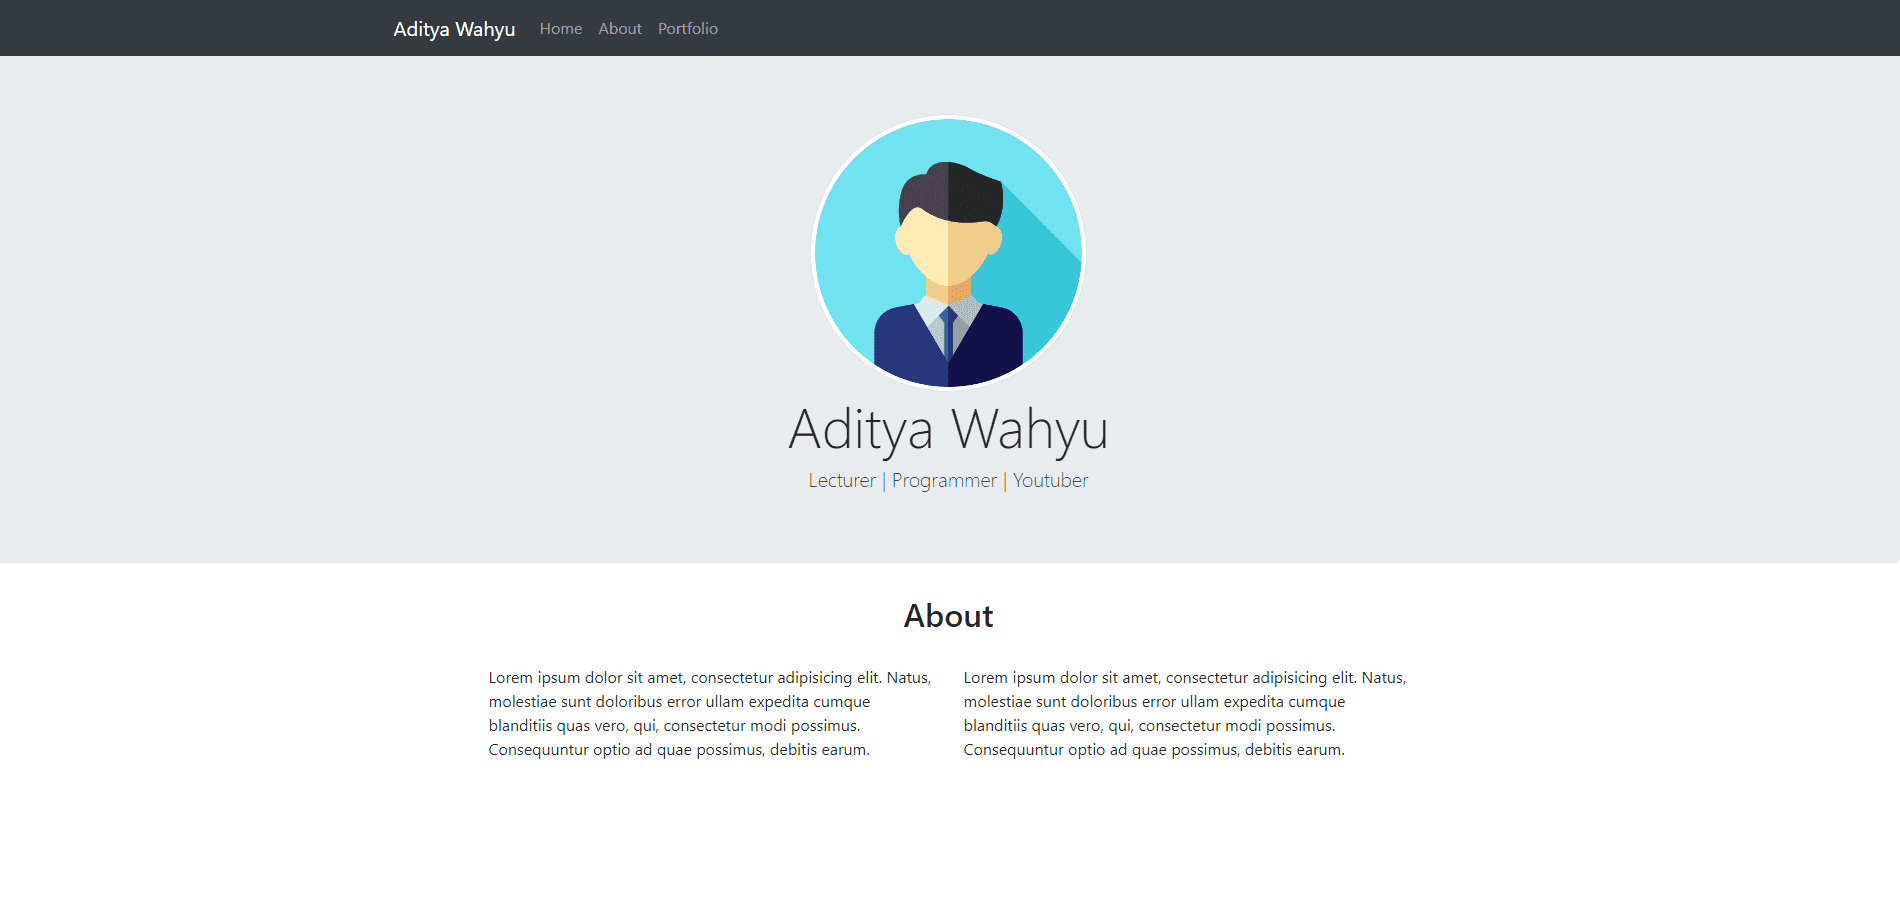 Aditya Wahyu Home About Portfolio
Aditya Wahyu
Lecturer | Programmer | Youtuber
About
Lorem ipsum dolor sit amet, consectetur adipisicing elit. Natus,
molestiae sunt doloribus error ullam expedita cumque
blanditiis quas vero, qui, consectetur modi possimus.
Consequuntur optio ad quae possimus, debitis earum.
Lorem ipsum dolor sit amet, consectetur adipisicing elit. Natus,
molestiae sunt doloribus error ullam expedita cumque
blanditiis quas vero, qui, consectetur modi possimus.
Consequuntur optio ad quae possimus, debitis earum.